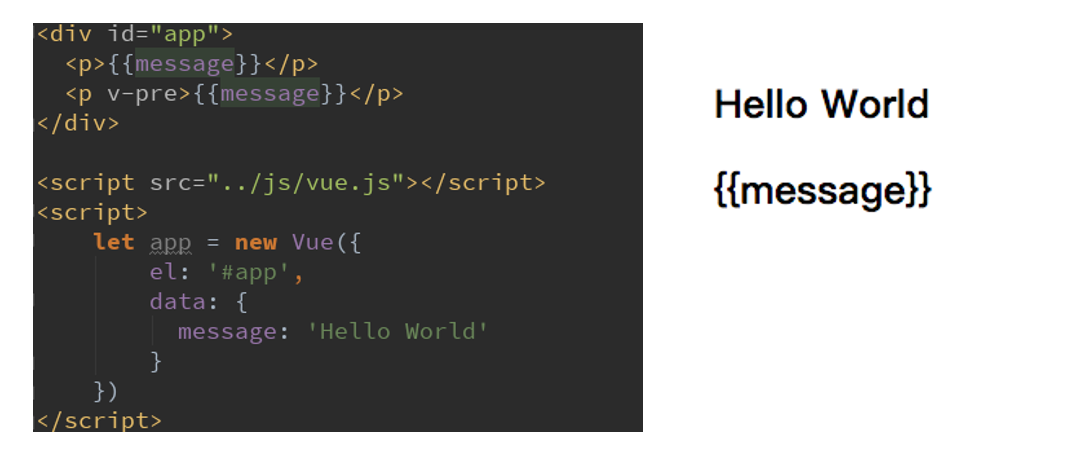 <div id="app">
  <p>{{message}}</p>
  <p v-pre>{{message}}</p>
</div>
<script src="../js/vue.js"></script>
<script>
    let app = new Vue({
        el: '#app',
        data: {
          message: 'Hello World'
        }
    })
</script>
Hello World
{{message}}